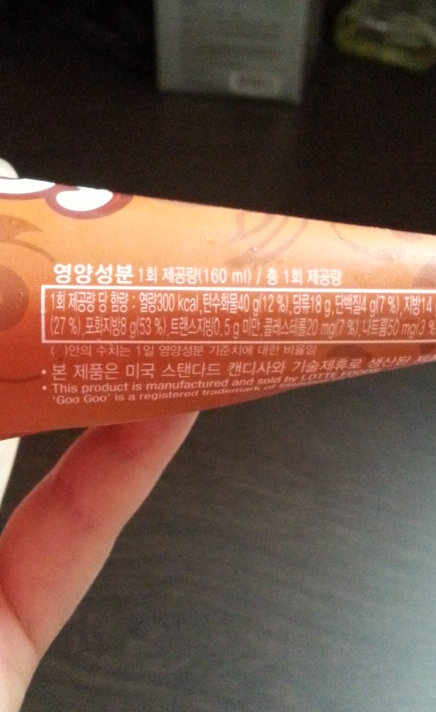 영양성분 1회 제공량(160 ml) / 총 1회 제공량
1회 제공량 당 함량 : 열량300 kcal, 탄수화물40 g(12 %), 당류18 g, 단백질4 g(7 %), 지방14
(27 %), 포화지방8 g(53 %), 트랜스지방0.5 g 미만, 콜레스테롤20 mg(7 %), 나트륨50 mg(3 %
( )안의 수치는 1일 영양성분 기준치에 대한 비율임
• 본 제품은 미국 스탠다드 캔디사와 기술제휴로 생산된
• This product is manufactured and sold by LOTTE FOOD
'Goo Goo' is a registered trademark of